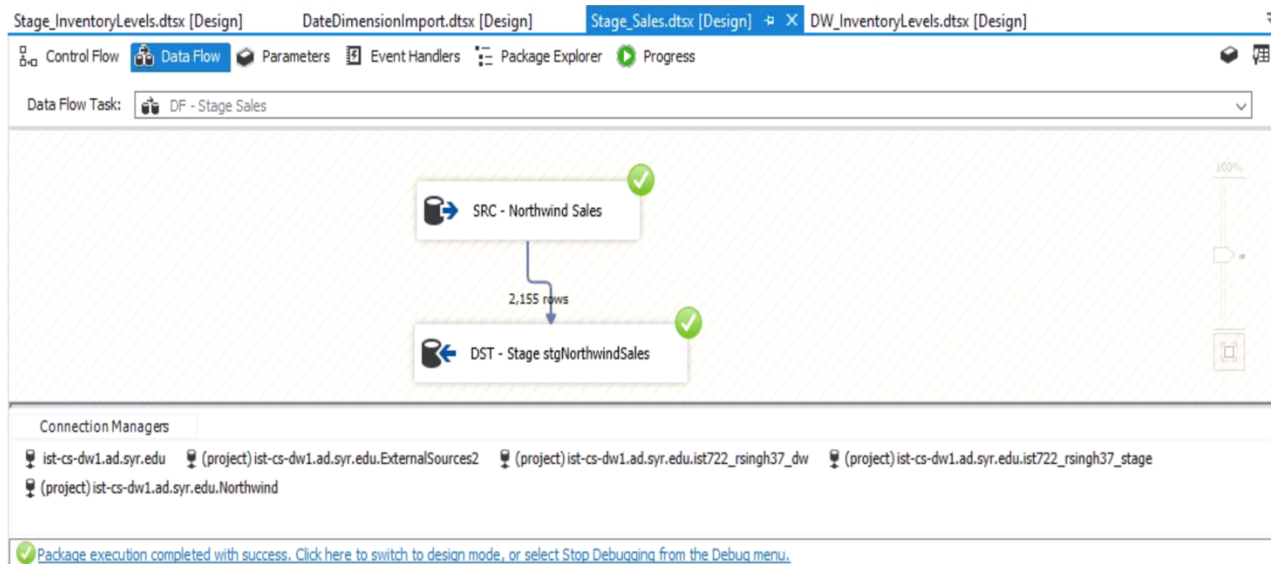 Stage_InventoryLevels.dtsx [Design] DateDimensionImport.dtsx [Design] Stage_Sales.dtsx [Design] DW_InventoryLevels.dtsx [Design]
Control Flow Data Flow Parameters Event Handlers Package Explorer Progress
Data Flow Task: DF - Stage Sales
100%
SRC - Northwind Sales
2,155 rows
DST - Stage stgNorthwindSales
Connection Managers
ist-cs-dw1.ad.syr.edu (project) ist-cs-dw1.ad.syr.edu.ExternalSources2 (project) ist-cs-dw1.ad.syr.edu.ist722_rsingh37_dw (project) ist-cs-dw1.ad.syr.edu.ist722_rsingh37_stage
(project) ist-cs-dw1.ad.syr.edu.Northwind
Package execution completed with success. Click here to switch to design mode, or select Stop Debugging from the Debug menu.